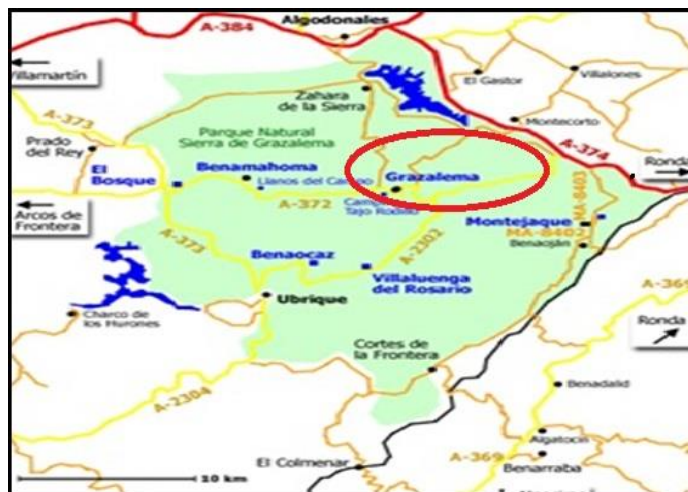 Algodonales
A-384
Villamartín
El Gastor
Villalones
Zahara
de la Sierra
Montecorto
A-373
Parque Natural
Sierra de Grazalema
Prado
del Rey
A-374
Ronda
El
Bosque
Benamahoma
Llanos del Campo
Grazalema
A-372
Tajo Rodillo
MA-8403
Arcos de
Frontera
Montejaque
MA-8402
Benaoján
A-373
A-2302
Benaocaz
Villaluenga
del Rosario
Ubrique
A-369
Ronda
Charco de
los Hurones
Cortes de
la Frontera
Benadalid
A-2304
Algatocín
A-369
Benarraba
El Colmenar
10 km